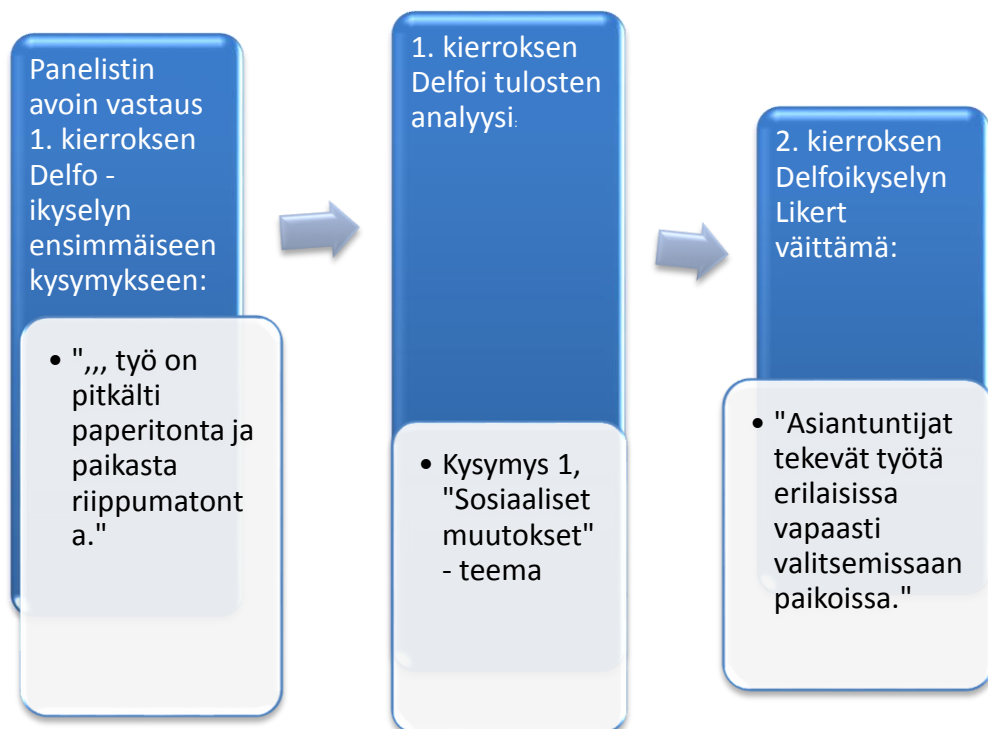 Panelistin
avoin vastaus
1. kierroksen
Delfo -
ikyselyn
ensimmäiseen
kysymykseen:
• ",,, työ on
pitkälti
paperitonta ja
paikasta
riippumatont
a."
1. kierroksen
Delfoi tulosten
analyysi:
• Kysymys 1,
"Sosiaaliset
muutokset"
- teema
2. kierroksen
Delfoikyselyn
Likert
väittämä:
• "Asiantuntijat
tekevät työtä
erilaisissa
vapaasti
valitsemissaan
paikoissa."